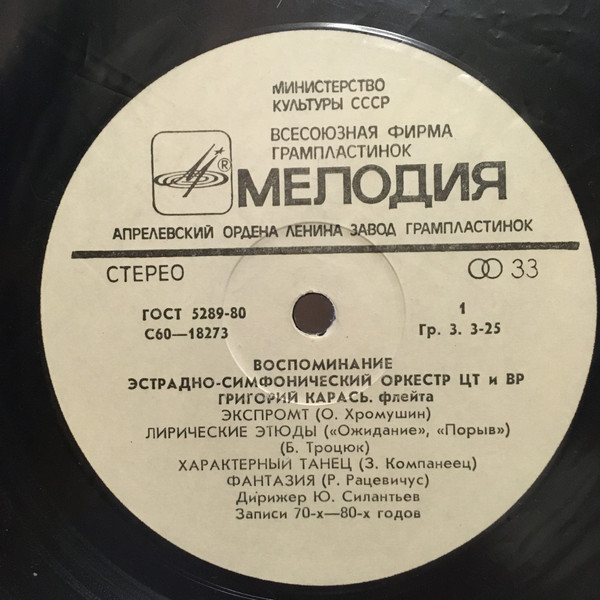 МИНИСТЕРСТВО
КУЛЬТУРЫ СССР
ВСЕСОЮЗНАЯ ФИРМА
ГРАМПЛАСТИНОК
® МЕЛОДИЯ
АПРЕЛЕВСКИЙ ОРДЕНА ЛЕНИНА ЗАВОД ГРАМПЛАСТИНОК
СТЕРЕО 33
ГОСТ 5289-80 1
С60—18273 Гр. 3. 3-25
ВОСПОМИНАНИЕ
ЭСТРАДНО-СИМФОНИЧЕСКИЙ ОРКЕСТР ЦТ и ВР
ГРИГОРИЙ КАРАСЬ. флейта
ЭКСПРОМТ (О. Хромушин)
ЛИРИЧЕСКИЕ ЭТЮДЫ («Ожидание», «Порыв»)
(Б. Троцюк)
ХАРАКТЕРНЫЙ ТАНЕЦ (З. Компанеец)
ФАНТАЗИЯ (Р. Рацевичус)
Дирижер Ю. Силантьев
Записи 70-х—80-х годов